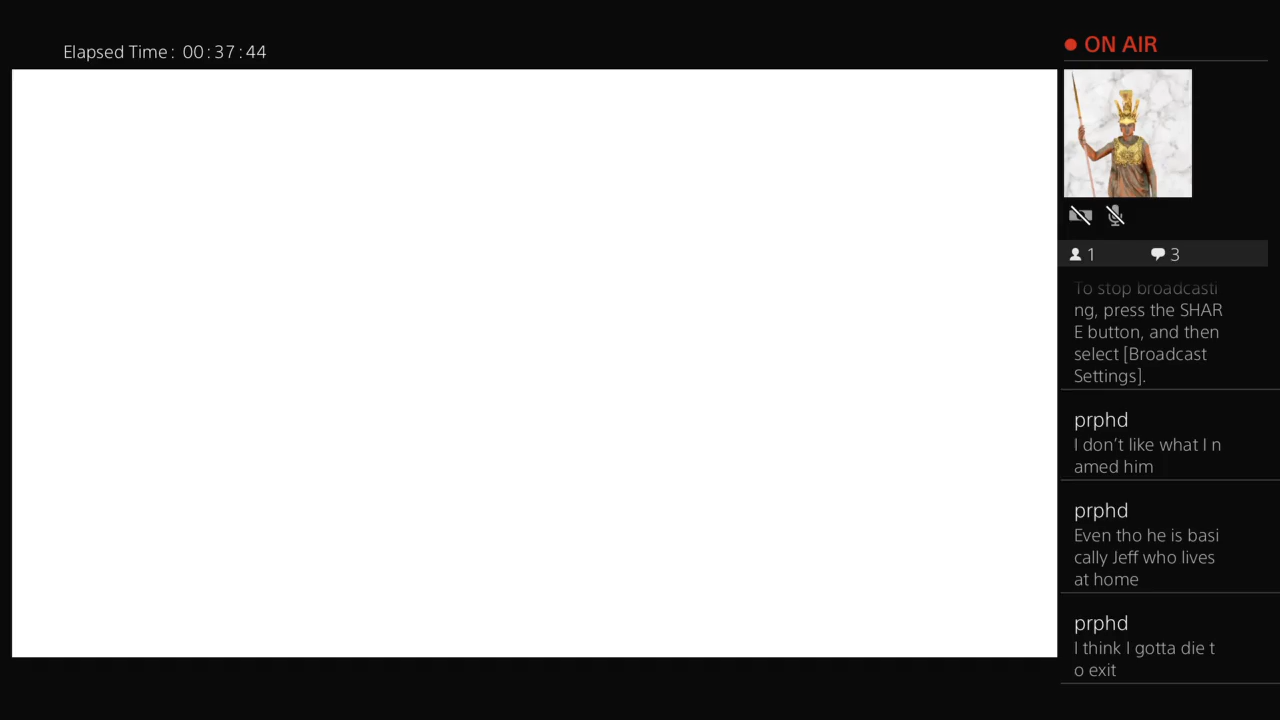 Elapsed Time: 00:37:44
ON AIR
1 3
To stop broadcasti
ng, press the SHAR
E button, and then
select [Broadcast
Settings].
prphd
I don't like what I n
amed him
prphd
Even tho he is basi
cally Jeff who lives
at home
prphd
I think I gotta die t
o exit